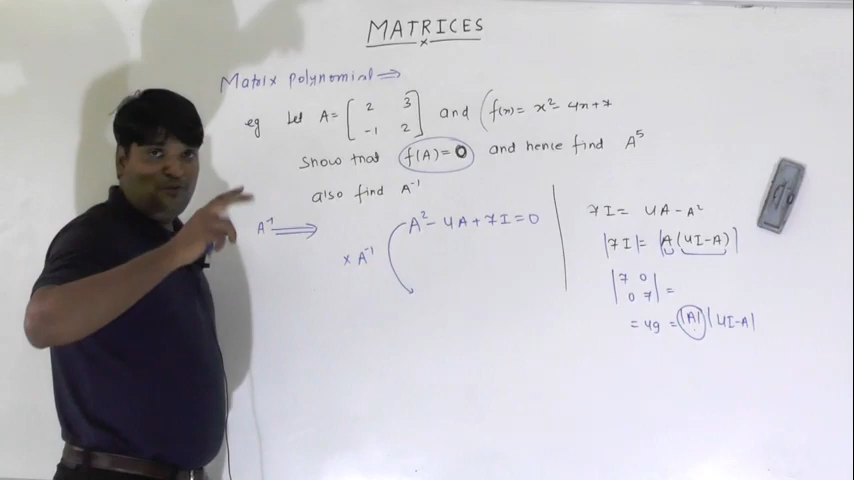 MATRICES
x
Matrix polynomial ⟹
eg Let A = [ 2 3 ; -1 2 ] and (f(x) = x² - 4x + 7
Show that f(A) = 0 and hence find A⁵
also find A⁻¹
A⁻¹ ⟹ A² - 4A + 7I = 0
× A⁻¹
7I = 4A - A²
|7I| = |A(4I - A)|
| 7 0 ; 0 7 | =
= 49 = |A| |4I - A|